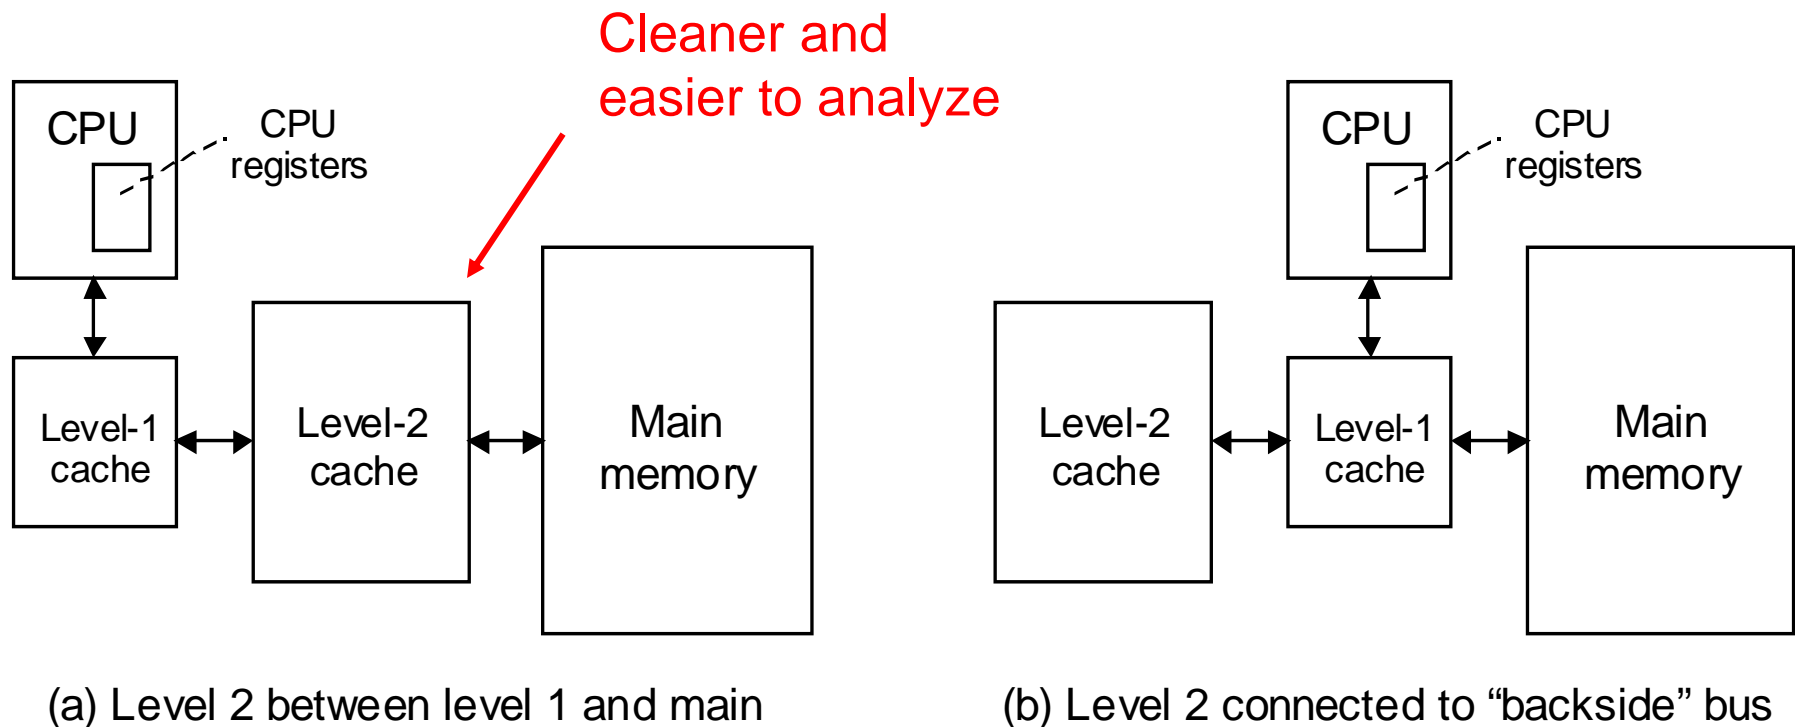 Cleaner and
easier to analyze
CPU
CPU
registers
Level-1
cache
Level-2
cache
Main
memory
(a) Level 2 between level 1 and main
CPU
CPU
registers
Level-2
cache
Level-1
cache
Main
memory
(b) Level 2 connected to “backside” bus